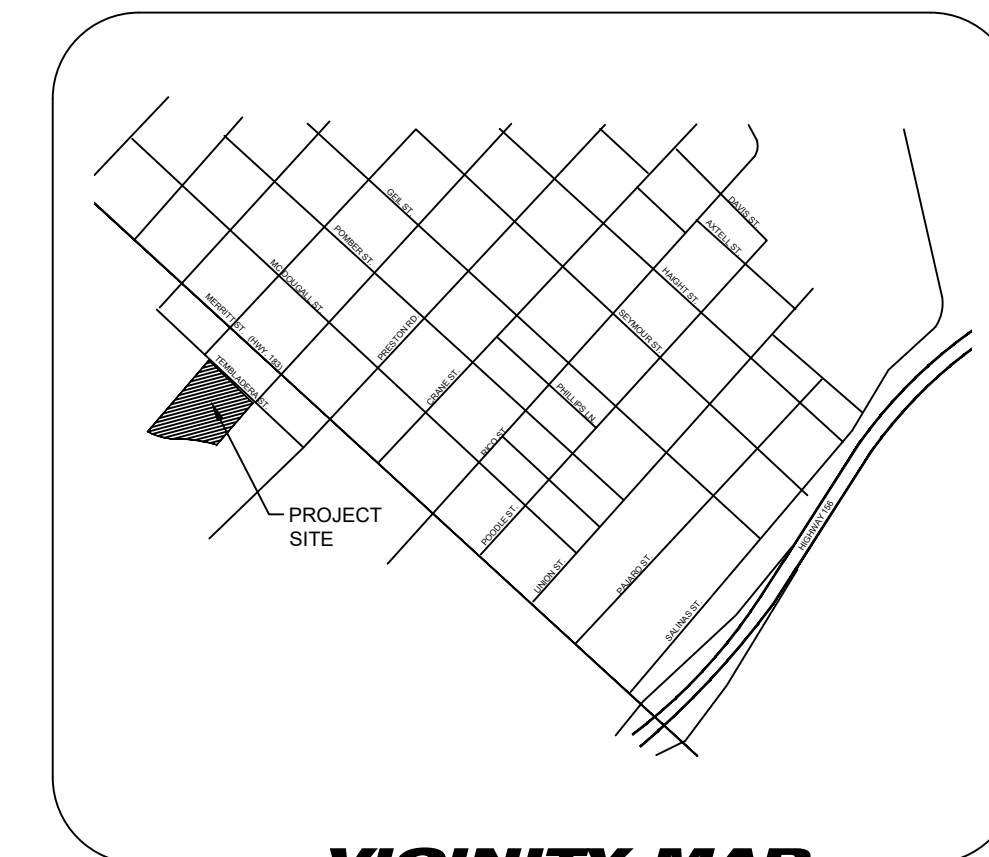 DAVIS ST.
AXTELL ST.
GEIL ST.
POMBER ST.
HAIGHT ST.
MC DOUGALL ST.
SEYMOUR ST.
MERRITT ST. (HWY. 183)
PRESTON RD.
TEMBLADERA ST.
CRANE ST.
PHILLIPS LN.
RICO ST.
PROJECT
SITE
POODLE ST.
HIGHWAY 156
UNION ST.
PAJARO ST.
SALINAS ST.
VICINITY MAP